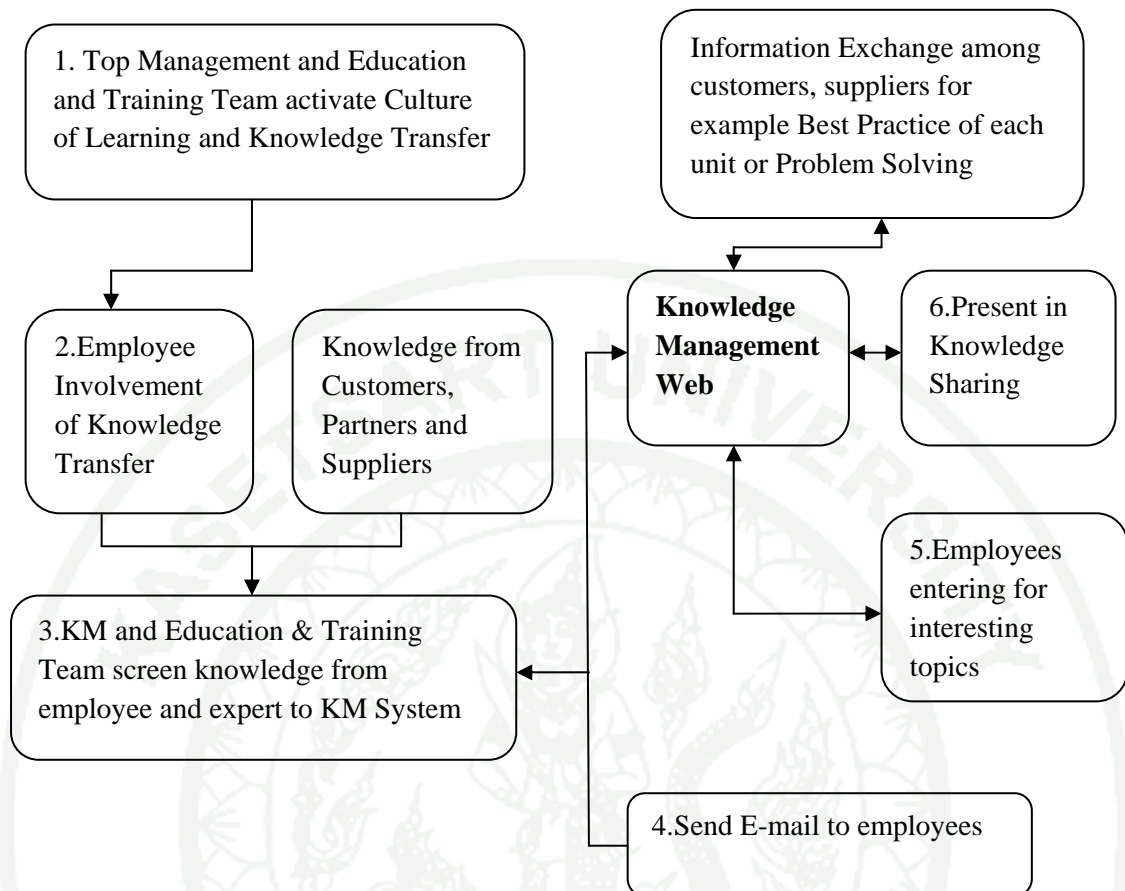 1. Top Management and Education
and Training Team activate Culture
of Learning and Knowledge Transfer
Information Exchange among
customers, suppliers for
example Best Practice of each
unit or Problem Solving
2.Employee
Involvement
of Knowledge
Transfer
Knowledge from
Customers,
Partners and
Suppliers
Knowledge
Management
Web
6.Present in
Knowledge
Sharing
3.KM and Education & Training
Team screen knowledge from
employee and expert to KM System
5.Employees
entering for
interesting
topics
4.Send E-mail to employees
KASETSART UNIVERSITY